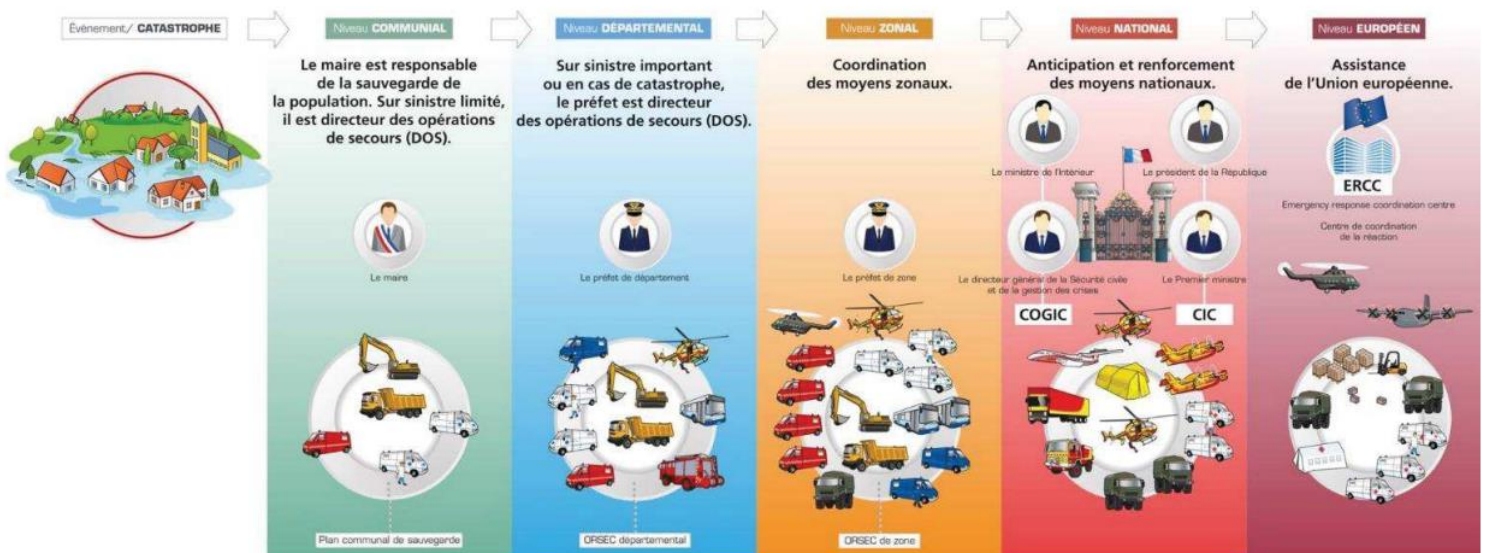 Évènement/ CATASTROPHE
Niveau COMMUNIAL
Niveau DÉPARTEMENTAL
Niveau ZONAL
Niveau NATIONAL
Niveau EUROPÉEN
Le maire est responsable
de la sauvegarde de
la population. Sur sinistre limité,
il est directeur des opérations
de secours (DOS).
Le maire
Plan communal de sauvegarde
Sur sinistre important
ou en cas de catastrophe,
le préfet est directeur
des opérations de secours (DOS).
Le préfet de département
ORSEC départemental
Coordination
des moyens zonaux.
Le préfet de zone
ORSEC de zone
Anticipation et renforcement
des moyens nationaux.
Le ministre de l'Intérieur
Le président de la République
Le directeur général de la Sécurité civile
et de la gestion des crises
Le Premier ministre
COGIC
CIC
Assistance
de l'Union européenne.
ERCC
Emergency response coordination centre
Centre de coordination
de la réaction